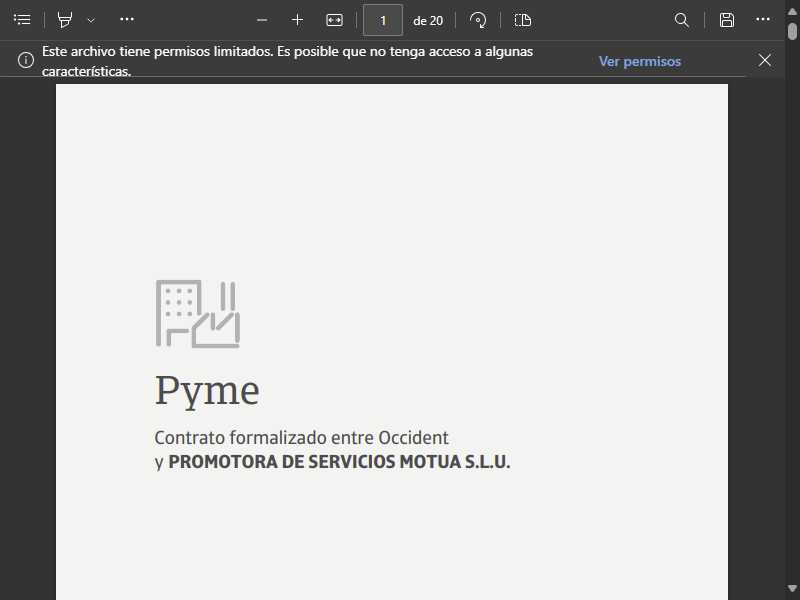 1 de 20
Este archivo tiene permisos limitados. Es posible que no tenga acceso a algunas
características.
Ver permisos
Pyme
Contrato formalizado entre Occident
y PROMOTORA DE SERVICIOS MOTUA S.L.U.